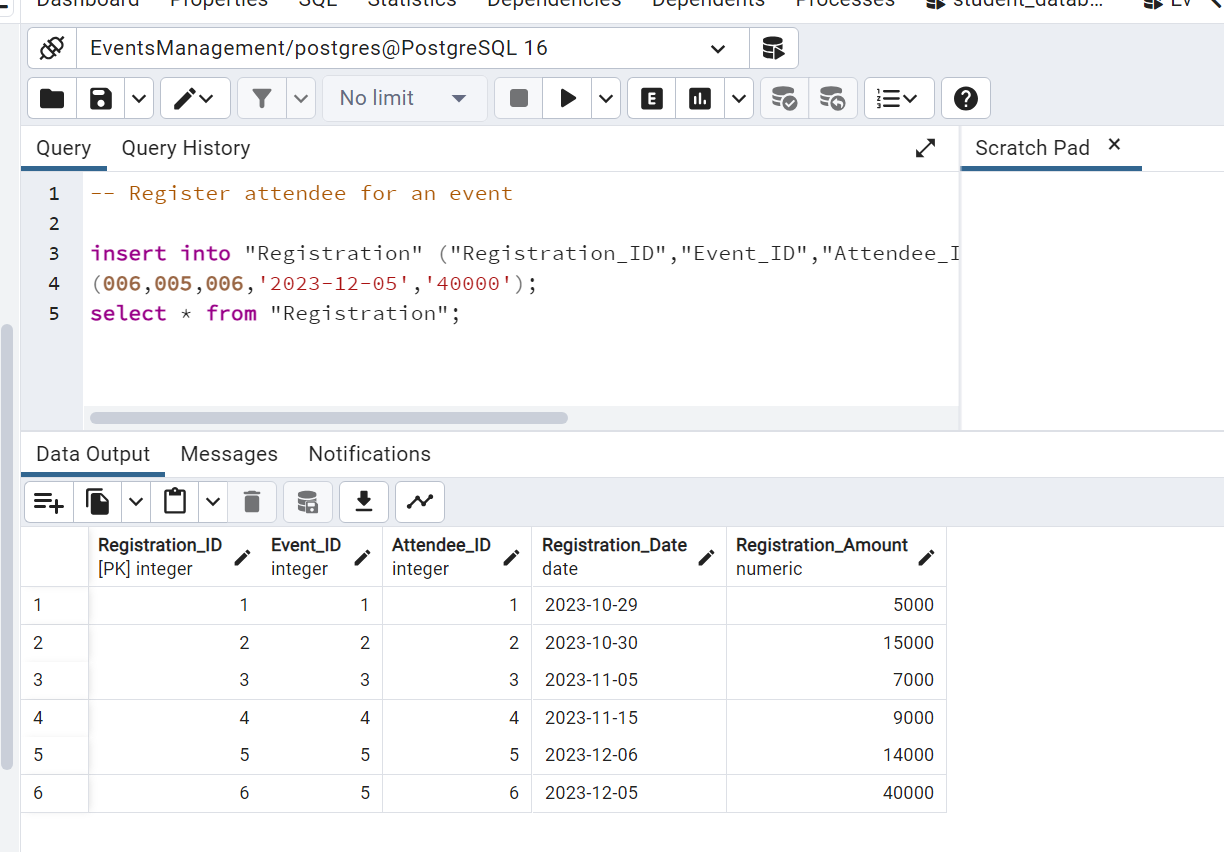 Dashboard Properties SQL Statistics Dependencies Dependents Processes student_datab... Ev
EventsManagement/postgres@PostgreSQL 16
No limit E
Query Query History Scratch Pad
1 -- Register attendee for an event
2
3 insert into "Registration" ("Registration_ID","Event_ID","Attendee_I
4 (006,005,006,'2023-12-05','40000');
5 select * from "Registration";
Data Output Messages Notifications
Registration_ID Event_ID Attendee_ID Registration_Date Registration_Amount
[PK] integer integer integer date numeric
1 1 1 1 2023-10-29 5000
2 2 2 2 2023-10-30 15000
3 3 3 3 2023-11-05 7000
4 4 4 4 2023-11-15 9000
5 5 5 5 2023-12-06 14000
6 6 5 6 2023-12-05 40000